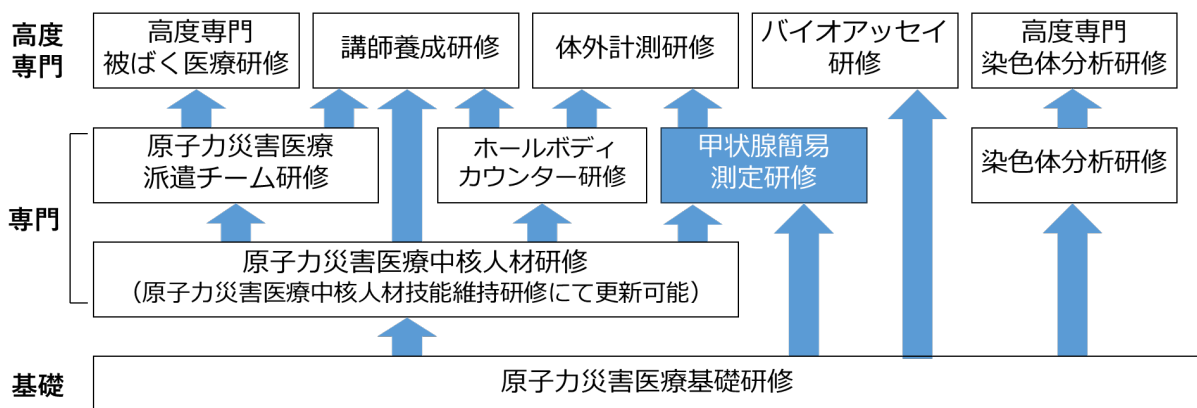 高度
専門
高度専門
被ばく医療研修
講師養成研修
体外計測研修
バイオアッセイ
研修
高度専門
染色体分析研修
専門
原子力災害医療
派遣チーム研修
ホールボディ
カウンター研修
甲状腺簡易
測定研修
染色体分析研修
原子力災害医療中核人材研修
（原子力災害医療中核人材技能維持研修にて更新可能）
基礎
原子力災害医療基礎研修